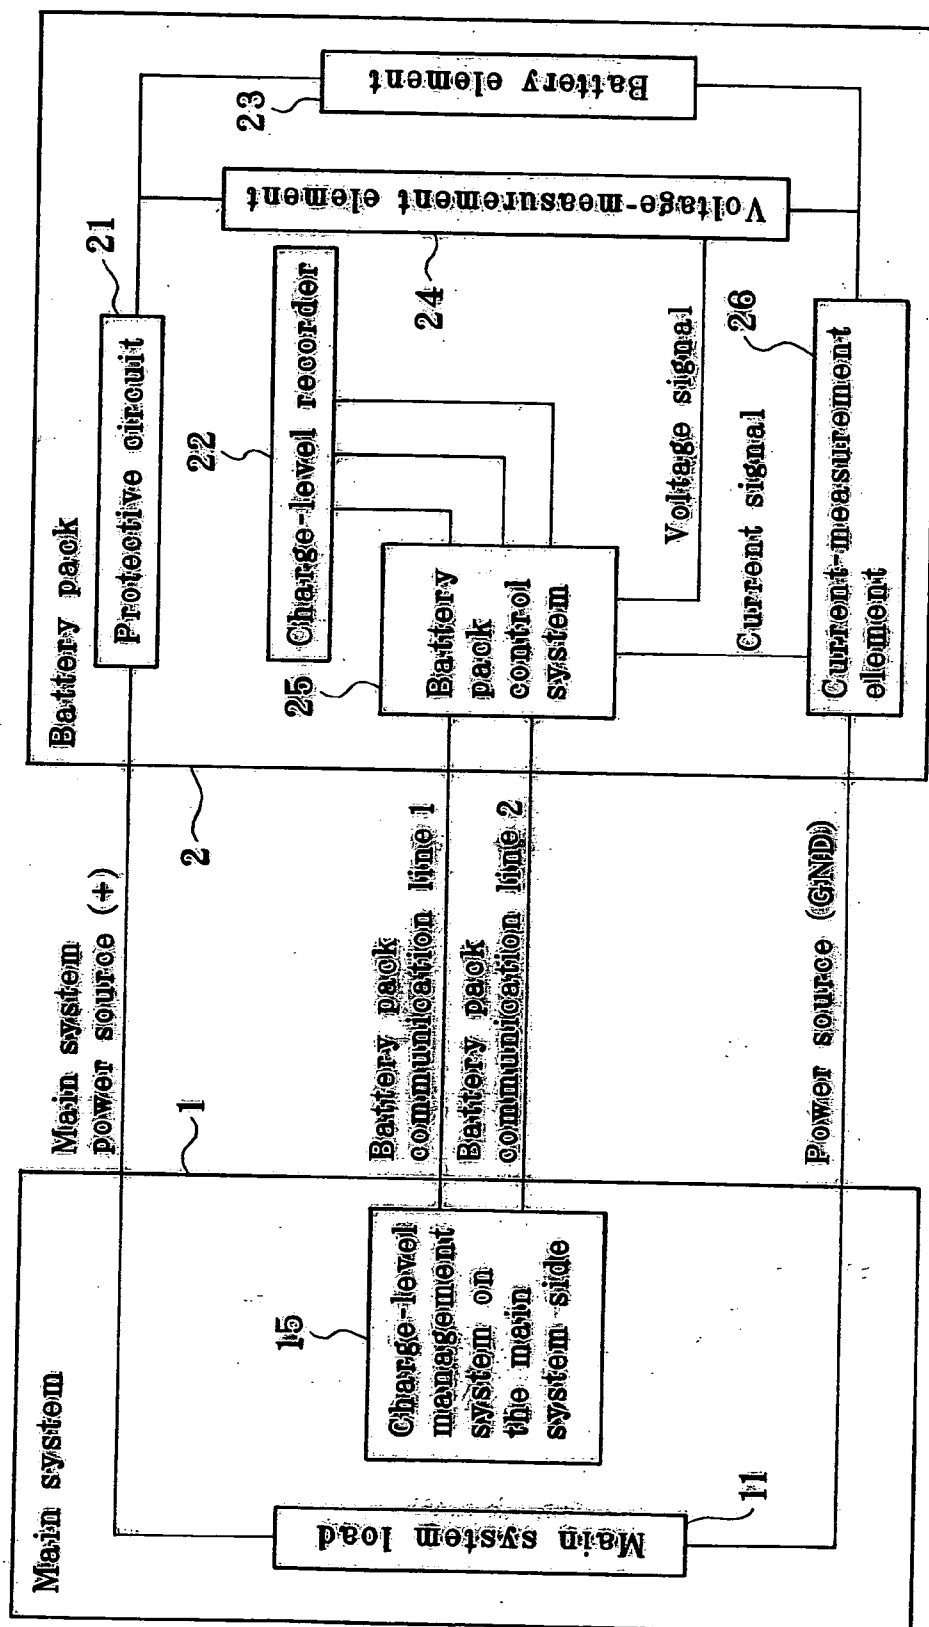 Main system
Main system load
11
15
Charge-level
management
system on
the main
system side
1
Main system
power source (+)
Battery pack
communication line 1
Battery pack
communication line 2
Power source (GND)
2
Battery pack
Protective circuit
21
22
Charge-level recorder
25
Battery
pack
control
system
23
Battery element
24
Voltage-measurement element
Voltage signal
Current signal
26
Current-measurement
element